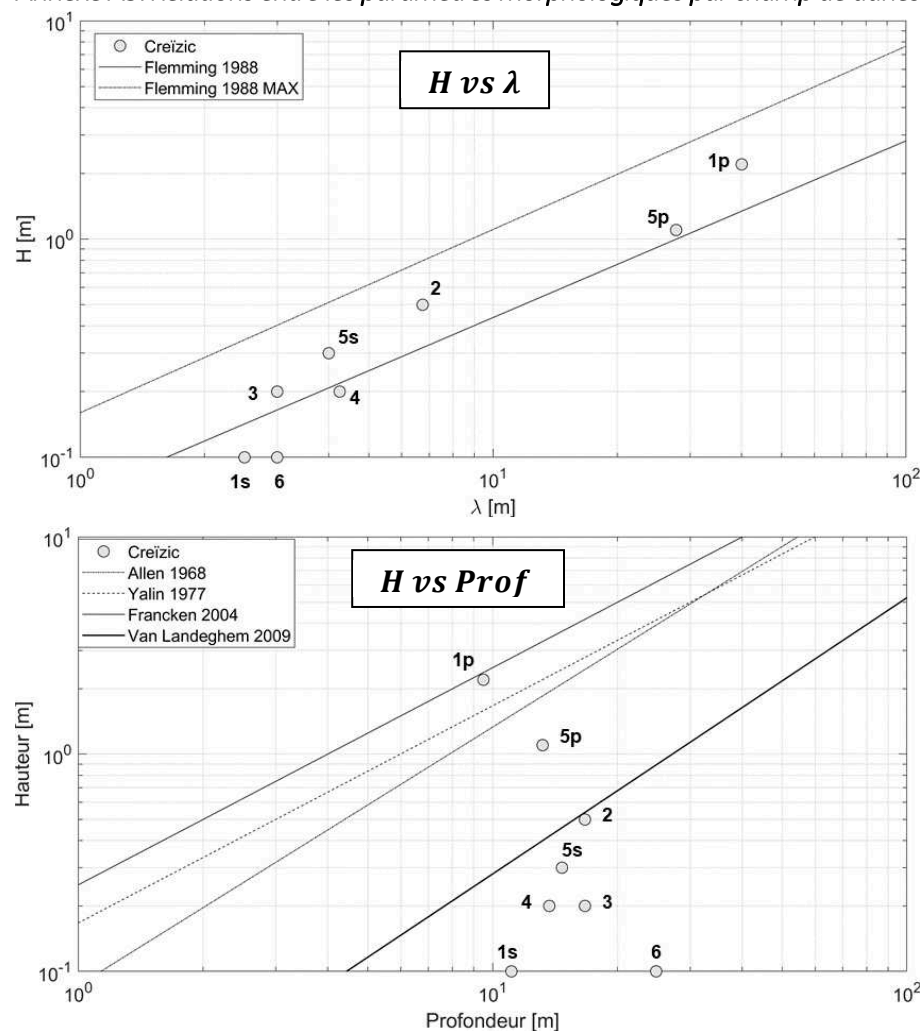 Annexe A3. Relations entre les paramètres morphologiques par champ de dunes
H vs λ
Creïzic
Flemming 1988
Flemming 1988 MAX
10^1
10^0
10^-1
H [m]
1p
5p
2
5s
3
4
1s
6
10^0
10^1
10^2
λ [m]
H vs Prof
Creïzic
Allen 1968
Yalin 1977
Francken 2004
Van Landeghem 2009
10^1
10^0
10^-1
Hauteur [m]
1p
5p
2
5s
4
3
1s
6
10^0
10^1
10^2
Profondeur [m]